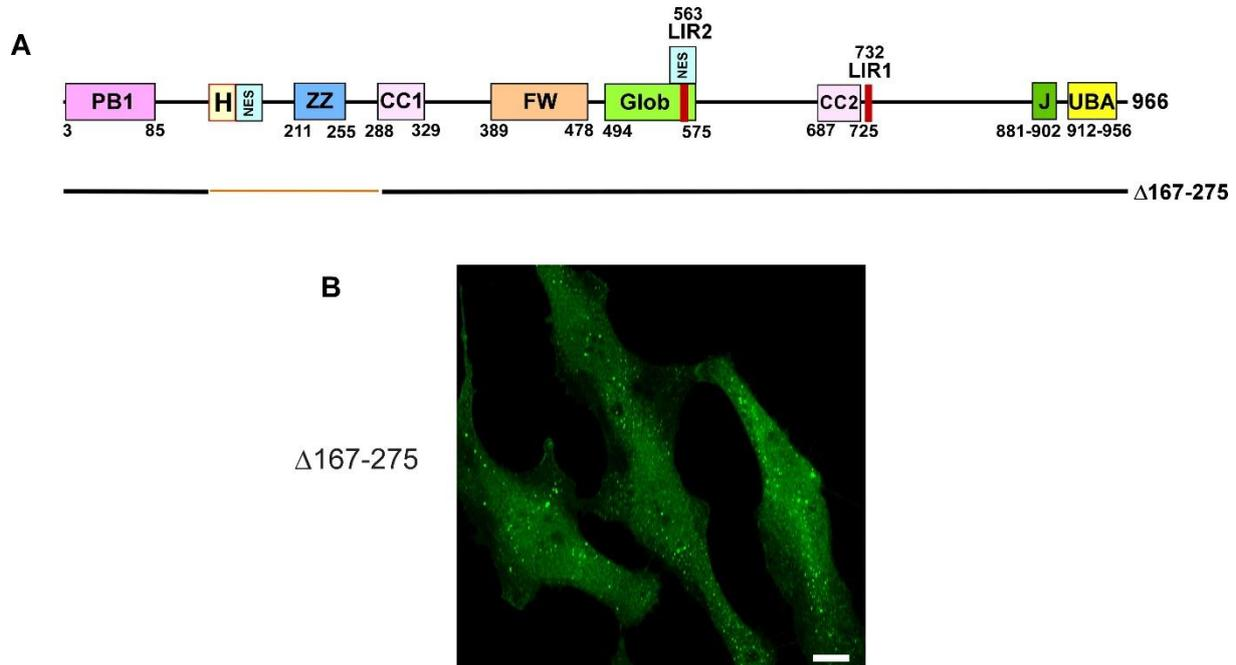 A
563
LIR2
732
LIR1
NES
PB1 H NES ZZ CC1 FW Glob CC2 J UBA 966
3 85 211 255 288 329 389 478 494 575 687 725 881-902 912-956
Δ167-275
B
Δ167-275